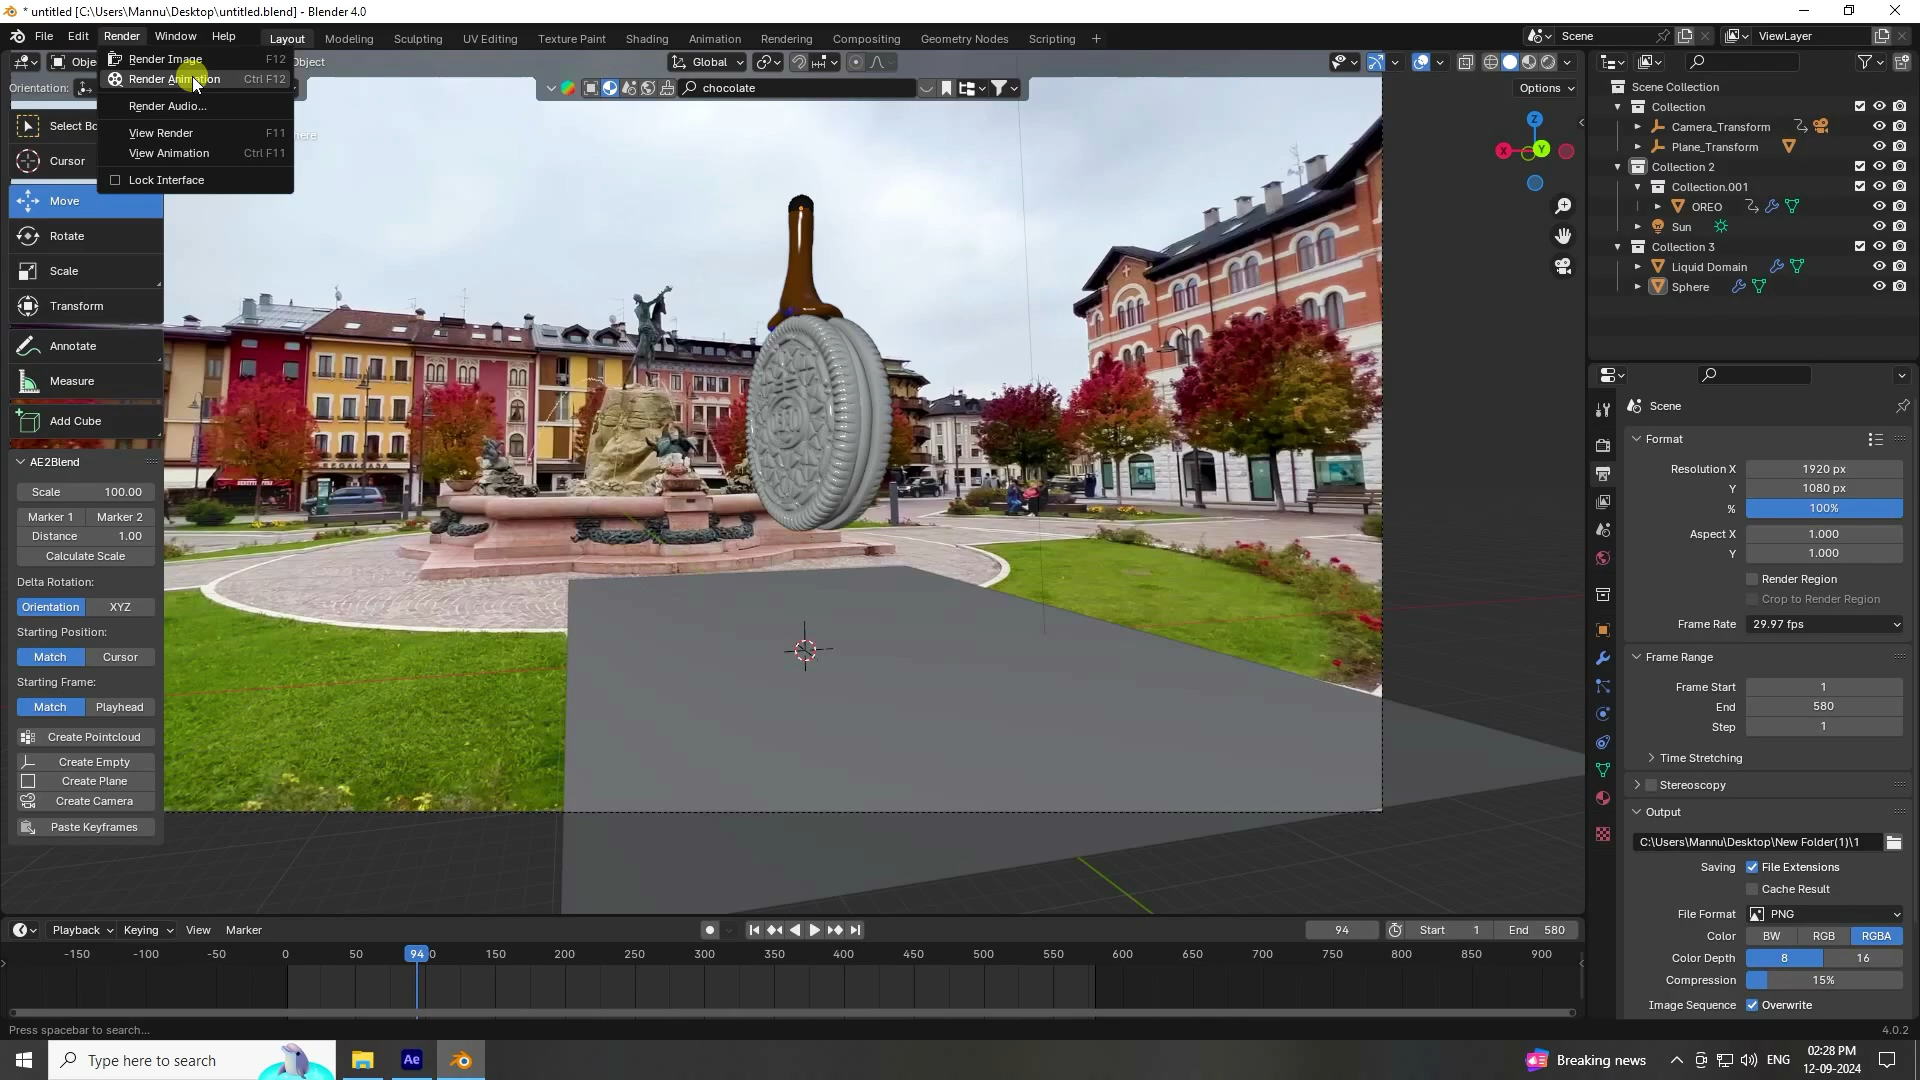 * untitled [C:\Users\Mannu\Desktop\untitled.blend] - Blender 4.0
File Edit Render Window Help Layout Modeling Sculpting UV Editing Texture Paint Shading Animation Rendering Compositing Geometry Nodes Scripting + Scene ViewLayer
Render Image F12
Render Animation Ctrl F12
Render Audio...
View Render F11
View Animation Ctrl F11
Lock Interface
Object
Global
Orientation:
chocolate
Options
Select Bo
Cursor
Move
Rotate
Scale
Transform
Annotate
Measure
Add Cube
AE2Blend
Scale 100.00
Marker 1 Marker 2
Distance 1.00
Calculate Scale
Delta Rotation:
Orientation XYZ
Starting Position:
Match Cursor
Starting Frame:
Match Playhead
Create Pointcloud
Create Empty
Create Plane
Create Camera
Paste Keyframes
Z
X Y
Scene Collection
Collection
Camera_Transform
Plane_Transform
Collection 2
Collection.001
OREO
Sun
Collection 3
Liquid Domain
Sphere
Scene
Format
Resolution X 1920 px
Y 1080 px
% 100%
Aspect X 1.000
Y 1.000
Render Region
Crop to Render Region
Frame Rate 29.97 fps
Frame Range
Frame Start 1
End 580
Step 1
Time Stretching
Stereoscopy
Output
C:\Users\Mannu\Desktop\New Folder(1)\1
Saving File Extensions
Cache Result
File Format PNG
Color BW RGB RGBA
Color Depth 8 16
Compression 15%
Image Sequence Overwrite
Playback Keying View Marker 94 Start 1 End 580
-150 -100 -50 0 50 94 150 200 250 300 350 400 450 500 550 600 650 700 750 800 850 900
Press spacebar to search... 4.0.2
Type here to search Ae Breaking news ENG 02:28 PM
12-09-2024